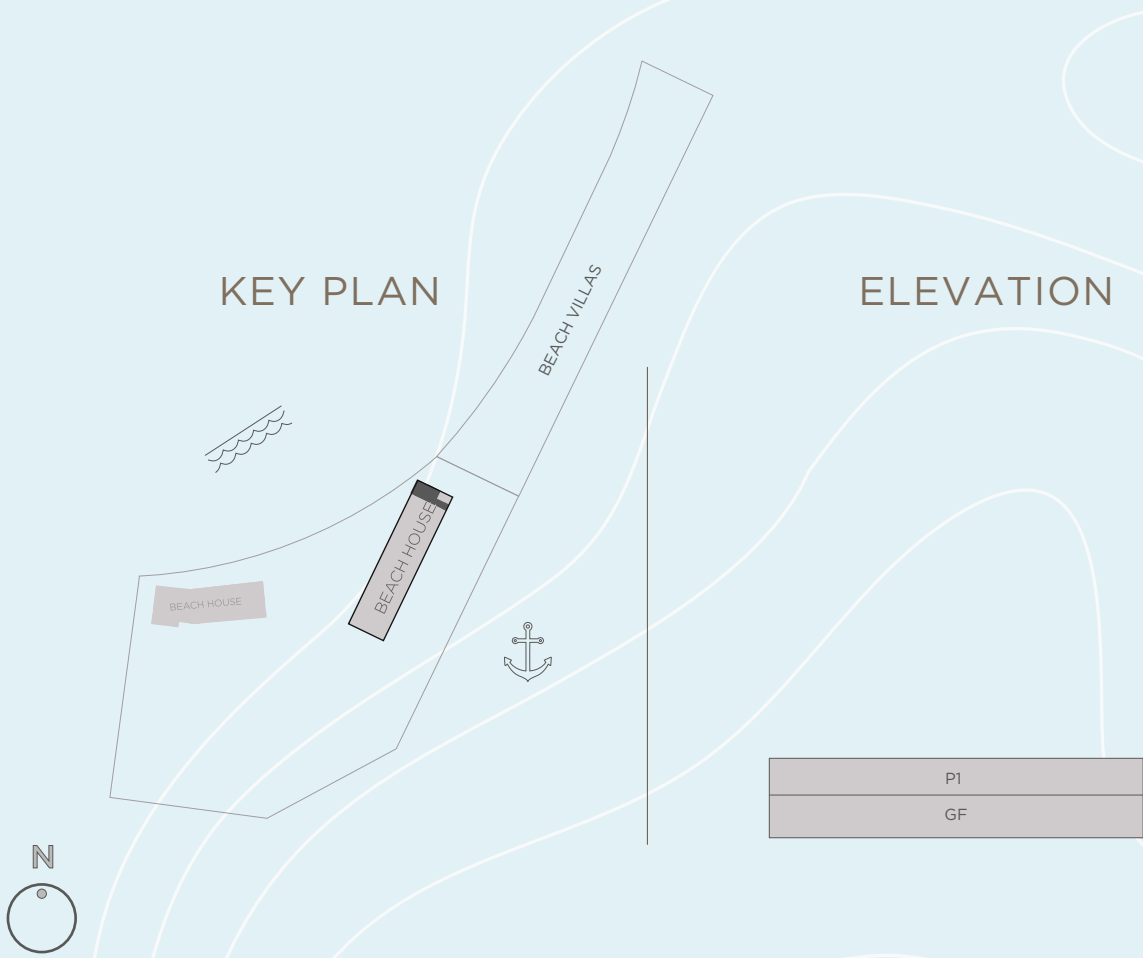 KEY PLAN
ELEVATION
BEACH VILLAS
BEACH HOUSE
BEACH HOUSE
P1
GF
N